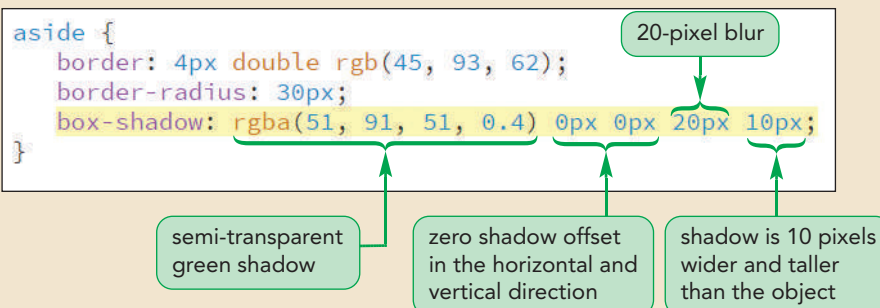 aside {
20-pixel blur
border: 4px double rgb(45, 93, 62);
border-radius: 30px;
box-shadow: rgba(51, 91, 51, 0.4) 0px 0px 20px 10px;
}
semi-transparent
green shadow
zero shadow offset
in the horizontal and
vertical direction
shadow is 10 pixels
wider and taller
than the object